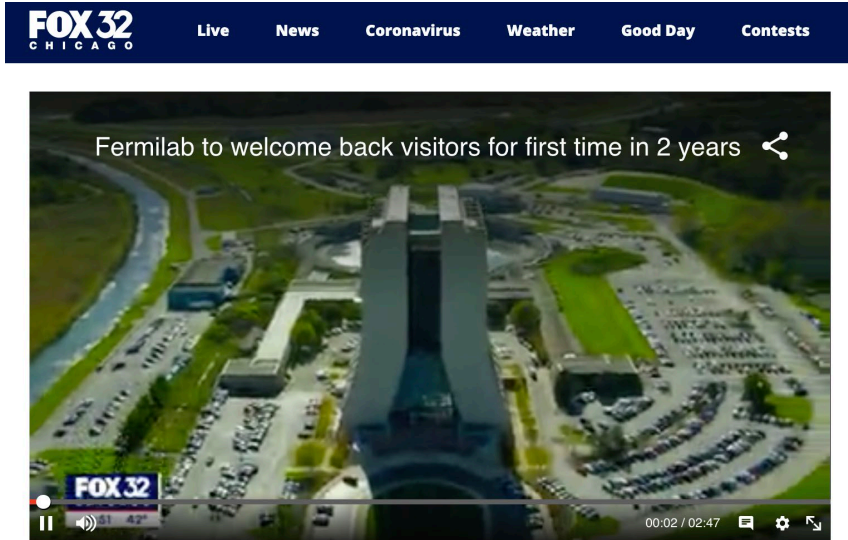 FOX 32
CHICAGO
Live News Coronavirus Weather Good Day Contests
Fermilab to welcome back visitors for first time in 2 years
FOX 32
51 42°
00:02 / 02:47